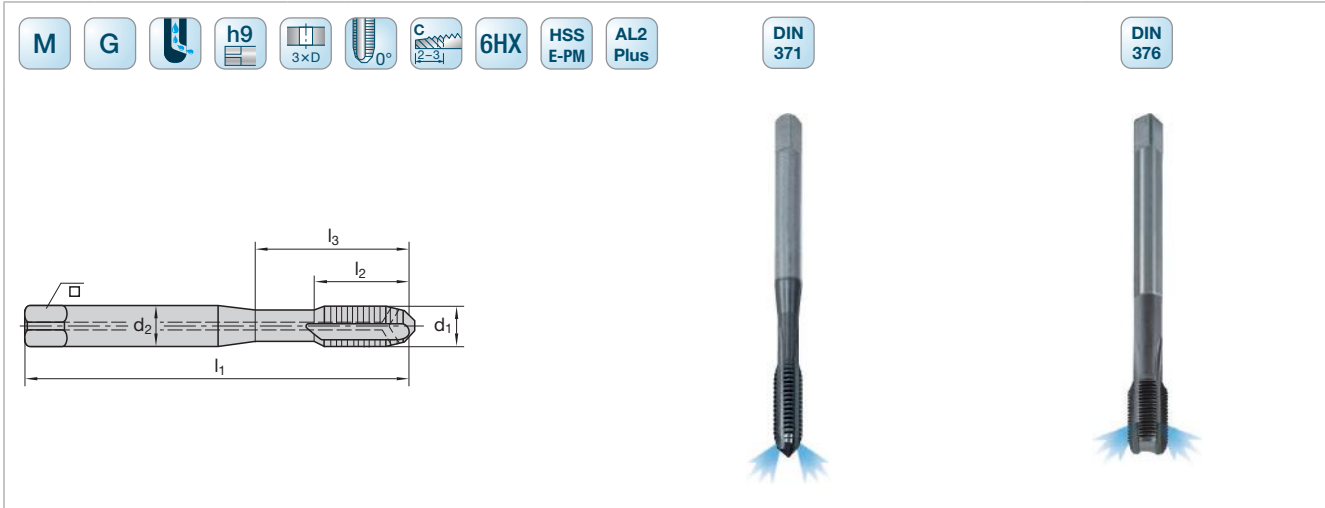 M
G
h9
3×D
0°
C
2–3
6HX
HSS
E-PM
AL2
Plus
DIN
371
DIN
376
l₃
l₂
d₂
d₁
l₁